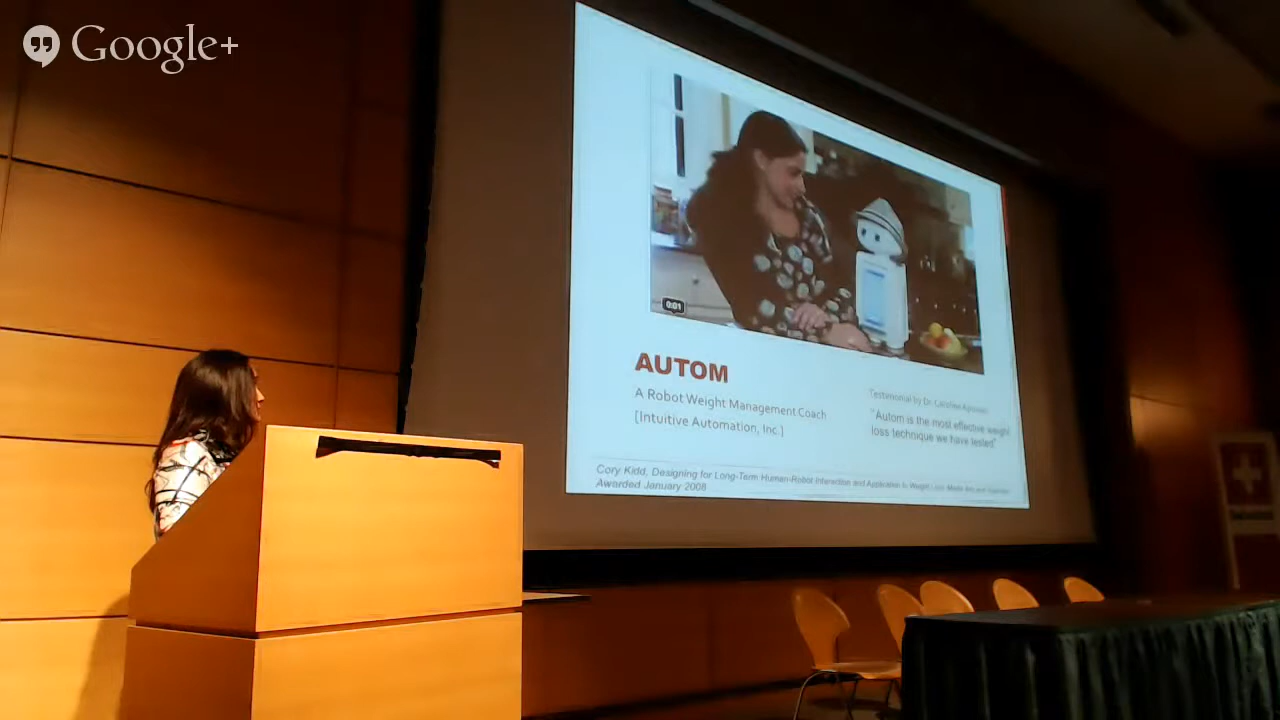 Google+
0:01
AUTOM
A Robot Weight Management Coach
[Intuitive Automation, Inc.]
Testimonial by Dr. Caroline
"Autom is the most effective weight
loss technique we have tested"
Cory Kidd, Designing for Long-Term Human-Robot Interaction and Application to Weight Loss
Awarded January 2008